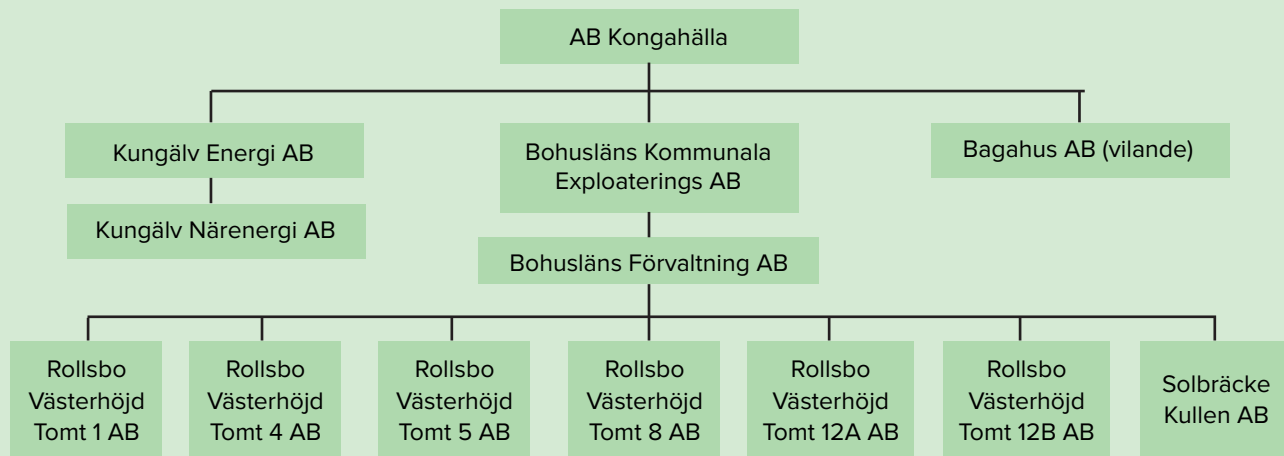 AB Kongahälla
Kungälv Energi AB
Bohusläns Kommunala
Exploaterings AB
Bagahus AB (vilande)
Kungälv Närenergi AB
Bohusläns Förvaltning AB
Rollsbo
Västerhöjd
Tomt 1 AB
Rollsbo
Västerhöjd
Tomt 4 AB
Rollsbo
Västerhöjd
Tomt 5 AB
Rollsbo
Västerhöjd
Tomt 8 AB
Rollsbo
Västerhöjd
Tomt 12A AB
Rollsbo
Västerhöjd
Tomt 12B AB
Solbräcke
Kullen AB